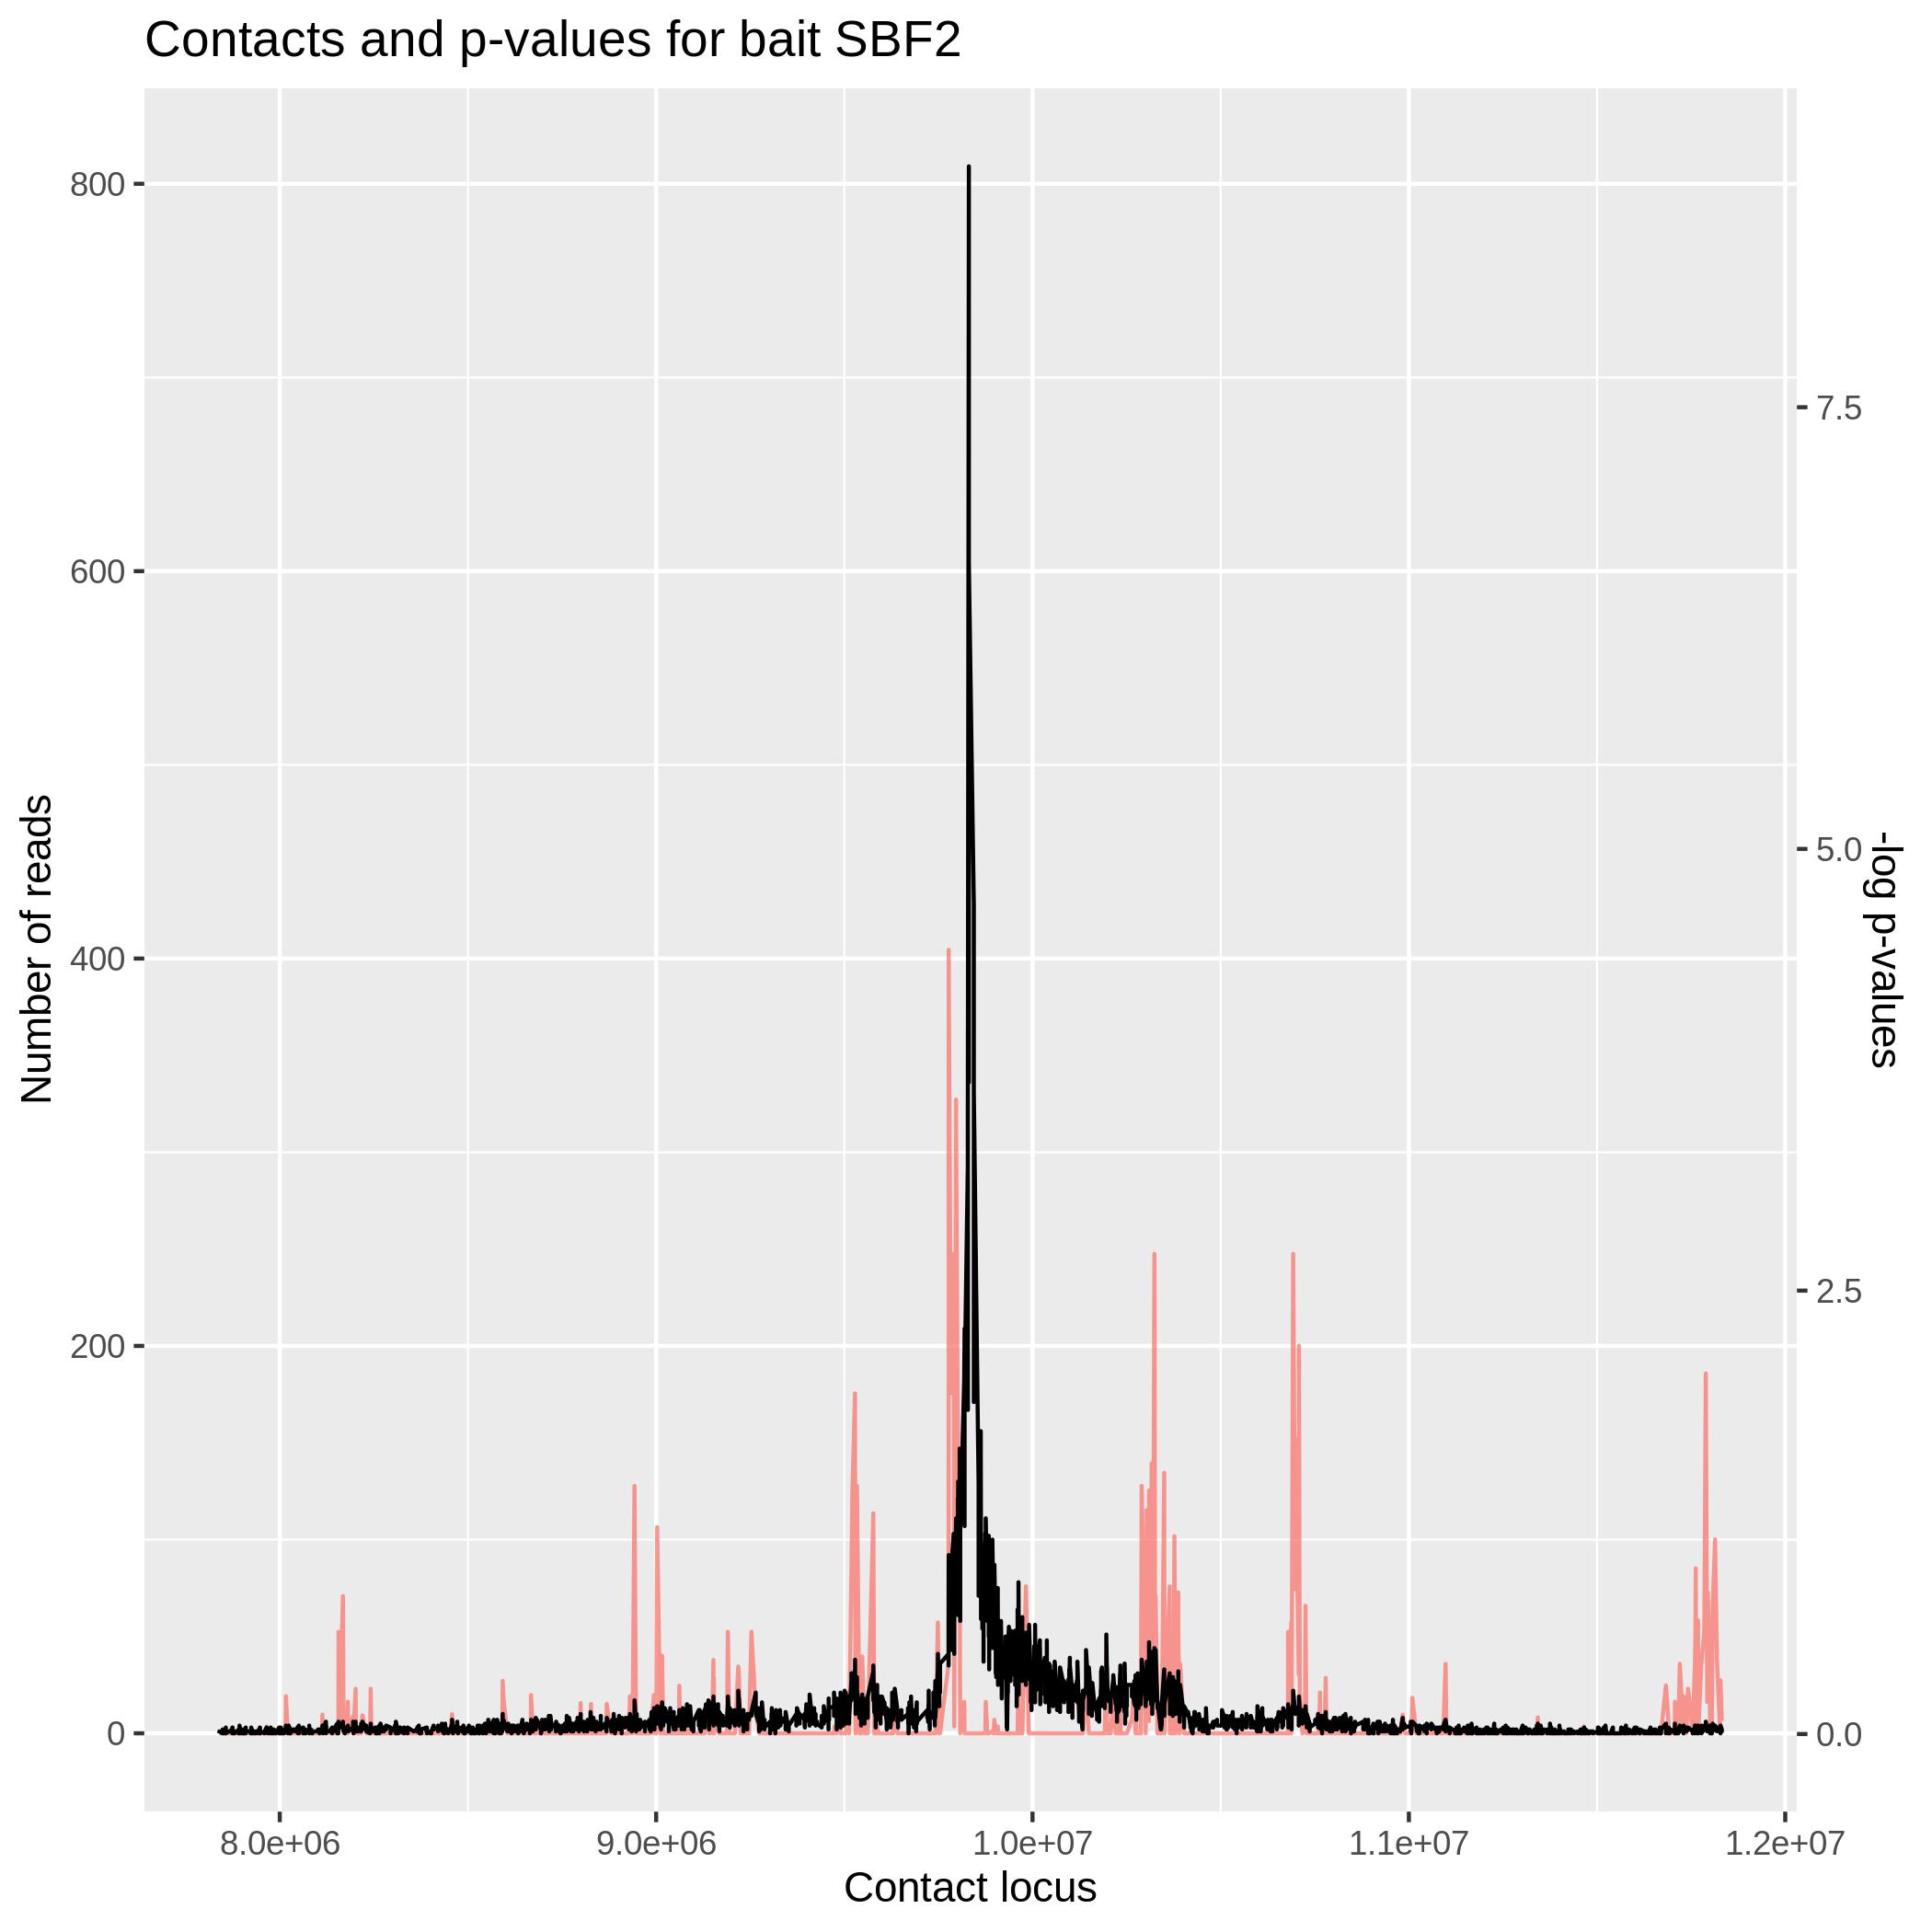 Contacts and p-values for bait SBF2
800
600
400
200
0
Number of reads
7.5
5.0
2.5
0.0
-log p-values
8.0e+06 9.0e+06 1.0e+07 1.1e+07 1.2e+07
Contact locus